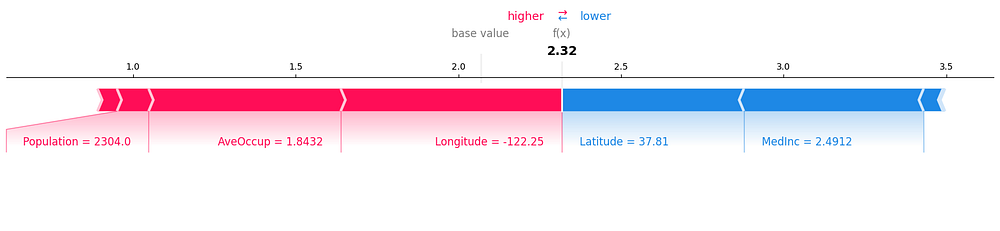 higher ⇄ lower
base value f(x)
2.32
1.0 1.5 2.0 2.5 3.0 3.5
Population = 2304.0 AveOccup = 1.8432 Longitude = -122.25 Latitude = 37.81 MedInc = 2.4912